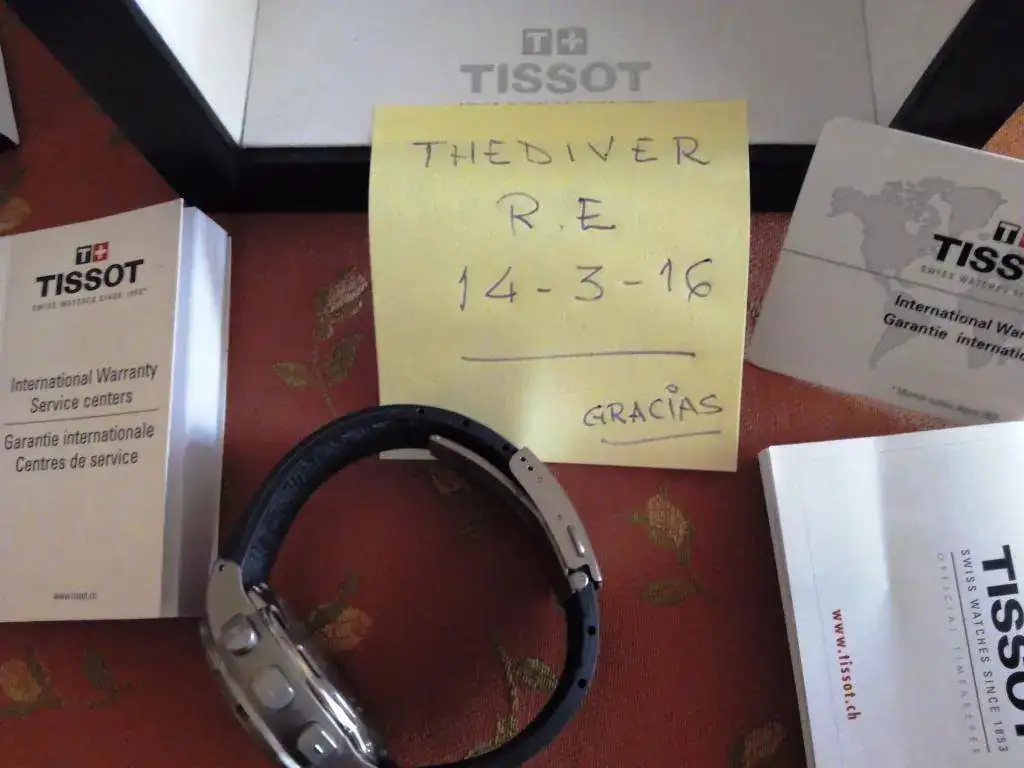 T+
TISSOT
THEDIVER
R.E
14-3-16
GRACIAS
T+
TISSOT
SWISS WATCHES SINCE 1853
International Warranty
Service centers
Garantie internationale
Centres de service
www.tissot.ch
TISS
SWISS WATCHES
International War
Garantie internatio
TISSOT
SWISS WATCHES SINCE 1853
OFFICIAL TIMEKEEPER
www.tissot.ch